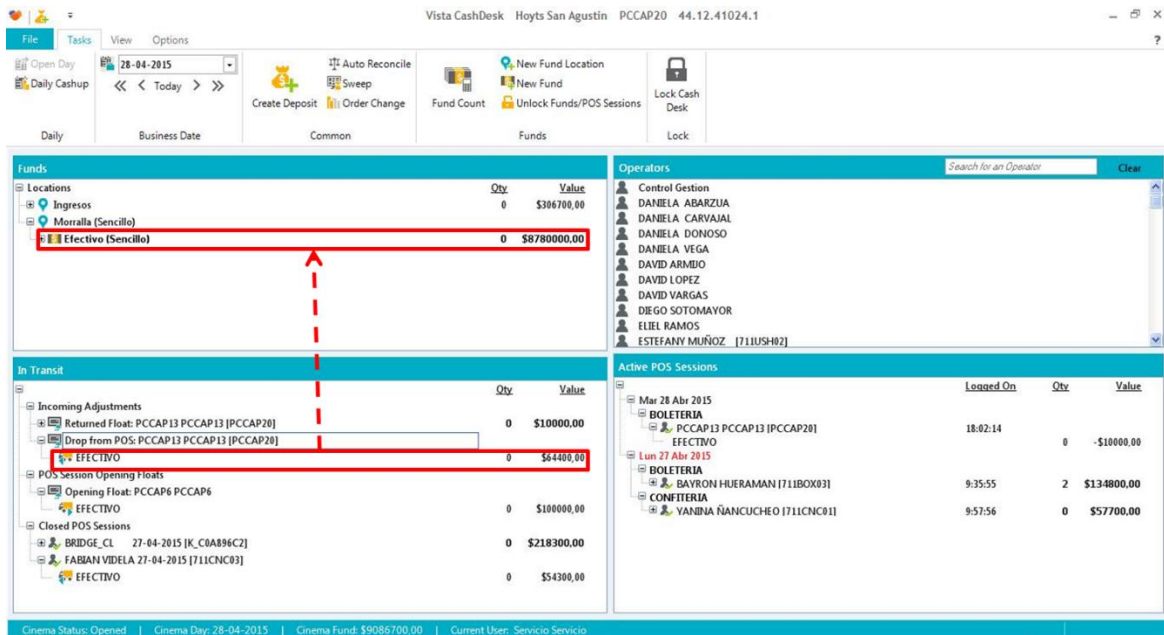 Vista CashDesk Hoyts San Agustin PCCAP20 44.12.41024.1
File Tasks View Options
?
Open Day
Daily Cashup
Daily
28-04-2015
Today
Business Date
Create Deposit
Auto Reconcile
Sweep
Order Change
Common
Fund Count
New Fund Location
New Fund
Unlock Funds/POS Sessions
Funds
Lock Cash
Desk
Lock
Funds
Locations Qty Value
Ingresos 0 $306700,00
Morralla (Sencillo)
Efectivo (Sencillo) 0 $8780000,00
Operators Search for an Operator Clear
Control Gestion
DANIELA ABARZUA
DANIELA CARVAJAL
DANIELA DONOSO
DANIELA VEGA
DAVID ARMIJO
DAVID LOPEZ
DAVID VARGAS
DIEGO SOTOMAYOR
ELIEL RAMOS
ESTEFANY MUÑOZ [711USH02]
In Transit
Qty Value
Incoming Adjustments
Returned Float: PCCAP13 PCCAP13 [PCCAP20] 0 $10000,00
Drop from POS: PCCAP13 PCCAP13 [PCCAP20]
EFECTIVO 0 $64400,00
POS Session Opening Floats
Opening Float: PCCAP6 PCCAP6
EFECTIVO 0 $100000,00
Closed POS Sessions
BRIDGE_CL 27-04-2015 [K_C0A896C2] 0 $218300,00
FABIAN VIDELA 27-04-2015 [711CNC03]
EFECTIVO 0 $54300,00
Active POS Sessions
Logged On Qty Value
Mar 28 Abr 2015
BOLETERIA
PCCAP13 PCCAP13 [PCCAP20] 18:02:14
EFECTIVO 0 -$10000,00
Lun 27 Abr 2015
BOLETERIA
BAYRON HUERAMAN [711BOX03] 9:35:55 2 $134800,00
CONFITERIA
YANINA ÑANCUCHEO [711CNC01] 9:57:56 0 $57700,00
Cinema Status: Opened | Cinema Day: 28-04-2015 | Cinema Fund: $9086700,00 | Current User: Servicio Servicio